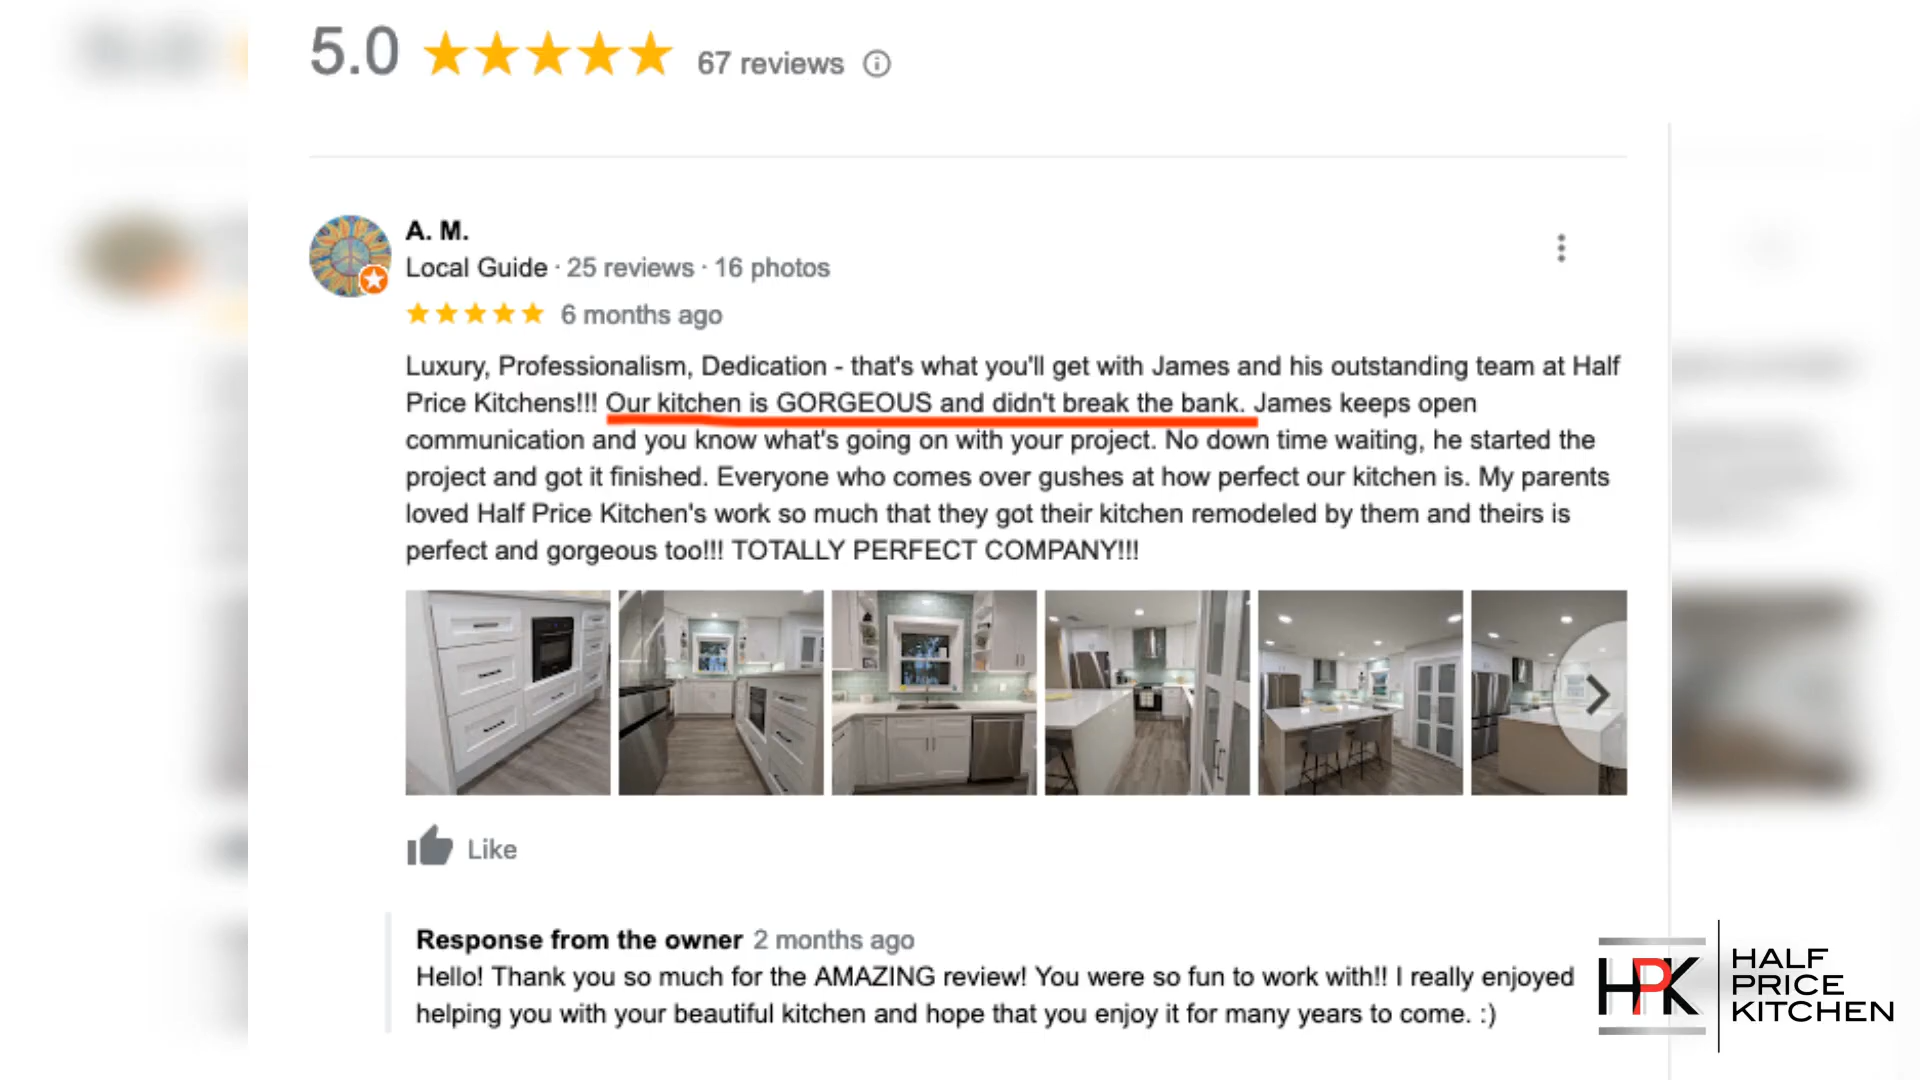 5.0 67 reviews
A. M.
Local Guide · 25 reviews · 16 photos
6 months ago
Luxury, Professionalism, Dedication - that's what you'll get with James and his outstanding team at Half
Price Kitchens!!! Our kitchen is GORGEOUS and didn't break the bank. James keeps open
communication and you know what's going on with your project. No down time waiting, he started the
project and got it finished. Everyone who comes over gushes at how perfect our kitchen is. My parents
loved Half Price Kitchen's work so much that they got their kitchen remodeled by them and theirs is
perfect and gorgeous too!!! TOTALLY PERFECT COMPANY!!!
Like
Response from the owner 2 months ago
Hello! Thank you so much for the AMAZING review! You were so fun to work with!! I really enjoyed
helping you with your beautiful kitchen and hope that you enjoy it for many years to come. :)
HPK
HALF
PRICE
KITCHEN